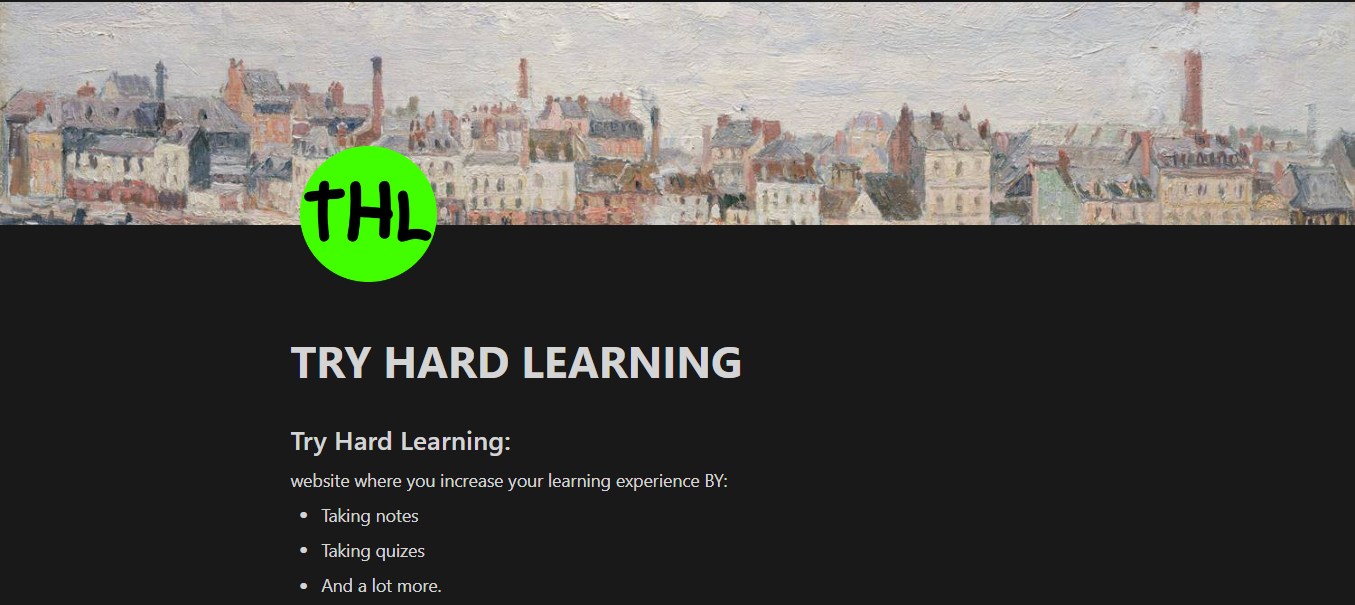 THL
TRY HARD LEARNING
Try Hard Learning:
website where you increase your learning experience BY:
• Taking notes
• Taking quizes
• And a lot more.